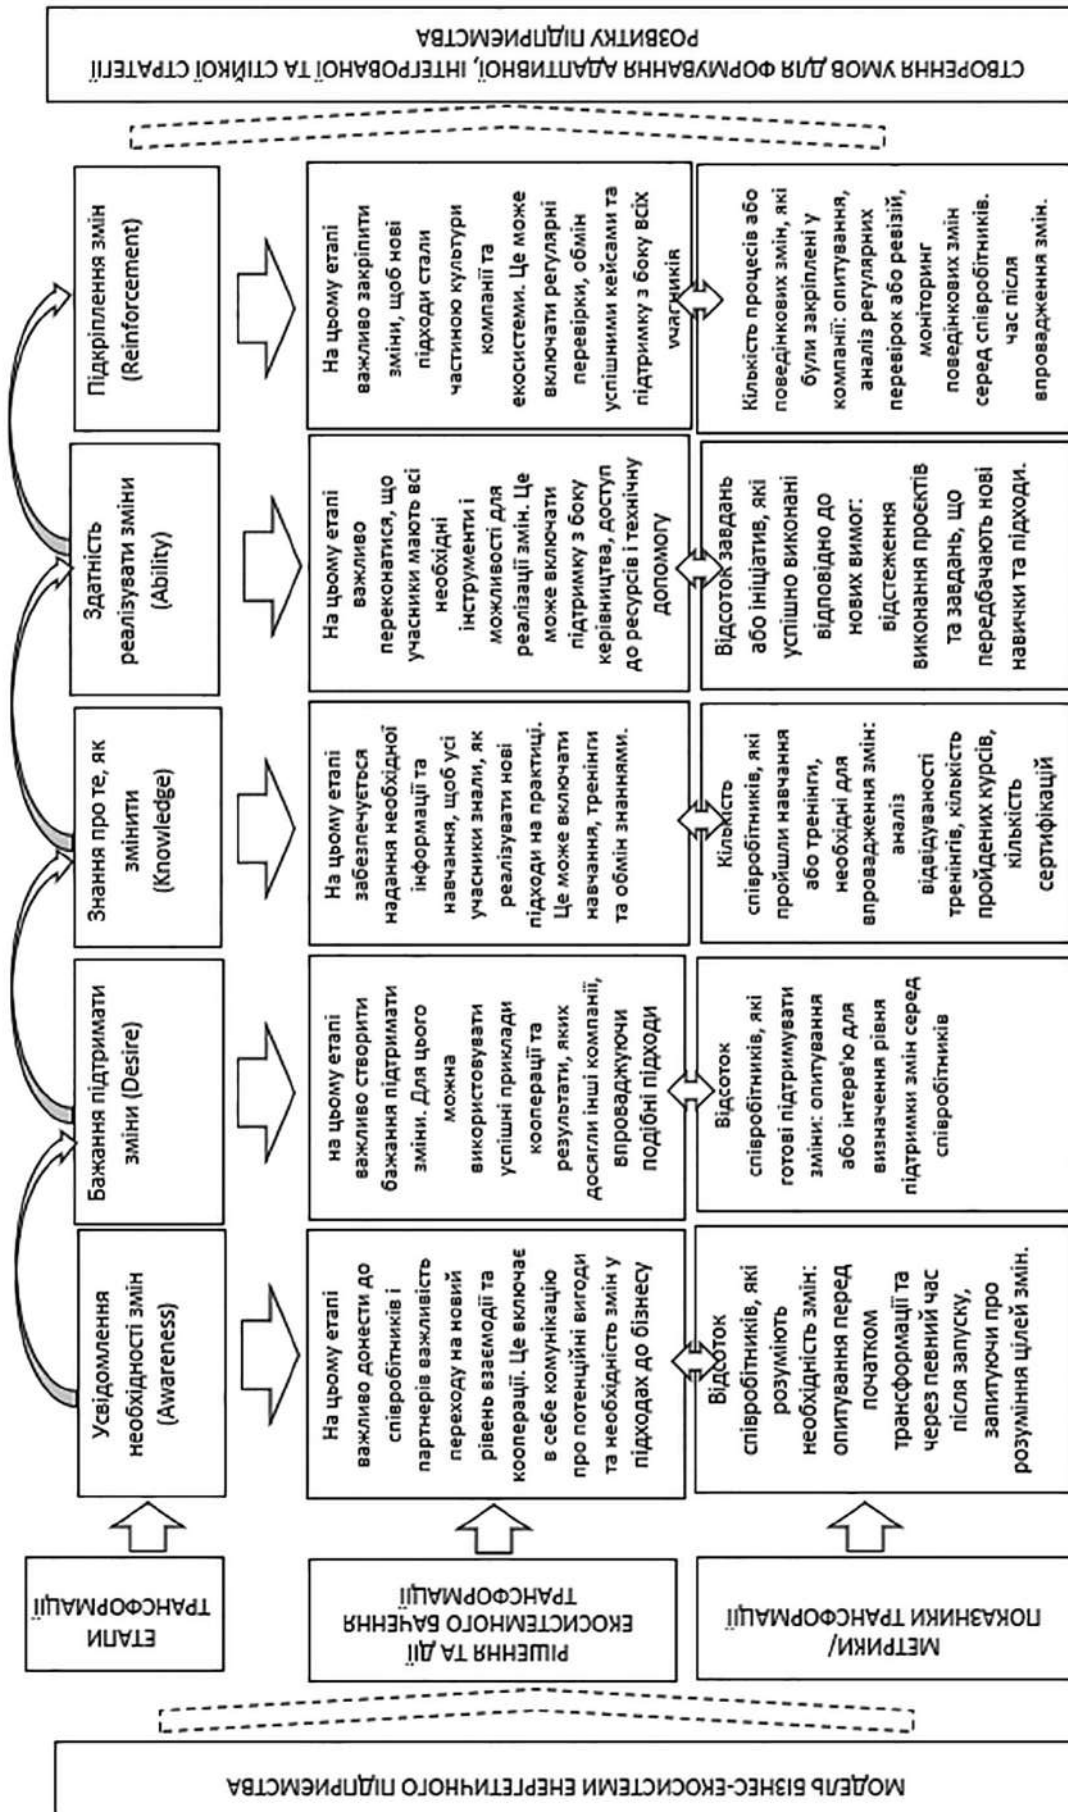 МОДЕЛЬ БІЗНЕС-ЕКОСИСТЕМИ ЕНЕРГЕТИЧНОГО ПІДПРИЄМСТВА
ЕТАПИ
ТРАНСФОРМАЦІЇ
Усвідомлення
необхідності змін
(Awareness)
Бажання підтримати
зміни (Desire)
Знання про те, як
змінити
(Knowledge)
Здатність
реалізувати зміни
(Ability)
Підкріплення змін
(Reinforcement)
РІШЕННЯ ТА ДІЇ
ЕКОСИСТЕМНОГО БАЧЕННЯ
ТРАНСФОРМАЦІЇ
На цьому етапі
важливо донести до
співробітників і
партнерів важливість
переходу на новий
рівень взаємодії та
кооперації. Це включає
в себе комунікацію
про потенційні вигоди
та необхідність змін у
підходах до бізнесу
на цьому етапі
важливо створити
бажання підтримати
зміни. Для цього
можна
використовувати
успішні приклади
кооперації та
результати, яких
досягли інші компанії,
впроваджуючи
подібні підходи
На цьому етапі
забезпечується
надання необхідної
інформації та
навчання, щоб усі
учасники знали, як
реалізувати нові
підходи на практиці.
Це може включати
навчання, тренінги
та обмін знаннями.
На цьому етапі
важливо
переконатися, що
учасники мають всі
необхідні
інструменти і
можливості для
реалізації змін. Це
може включати
підтримку з боку
керівництва, доступ
до ресурсів і технічну
допомогу
На цьому етапі
важливо закріпити
зміни, щоб нові
підходи стали
частиною культури
компанії та
екосистеми. Це може
включати регулярні
перевірки, обмін
успішними кейсами та
підтримку з боку всіх
учасників
МЕТРИКИ/
ПОКАЗНИКИ ТРАНСФОРМАЦІЇ
Відсоток
співробітників, які
розуміють
необхідність змін:
опитування перед
початком
трансформації та
через певний час
після запуску,
запитуючи про
розуміння цілей змін.
Відсоток
співробітників, які
готові підтримувати
зміни: опитування
або інтерв'ю для
визначення рівня
підтримки змін серед
співробітників
Кількість
співробітників, які
пройшли навчання
або тренінги,
необхідні для
впровадження змін:
аналіз
відвідуваності
тренінгів, кількість
пройдених курсів,
кількість
сертифікацій
Відсоток завдань
або ініціатив, які
успішно виконані
відповідно до
нових вимог:
відстеження
виконання проєктів
та завдань, що
передбачають нові
навички та підходи.
Кількість процесів або
поведінкових змін, які
були закріплені у
компанії: опитування,
аналіз регулярних
перевірок або ревізій,
моніторинг
поведінкових змін
серед співробітників.
час після
впровадження змін.
СТВОРЕННЯ УМОВ ДЛЯ ФОРМУВАННЯ АДАПТИВНОЇ, ІНТЕГРОВАНОЇ ТА СТІЙКОЇ СТРАТЕГІЇ
РОЗВИТКУ ПІДПРИЄМСТВА